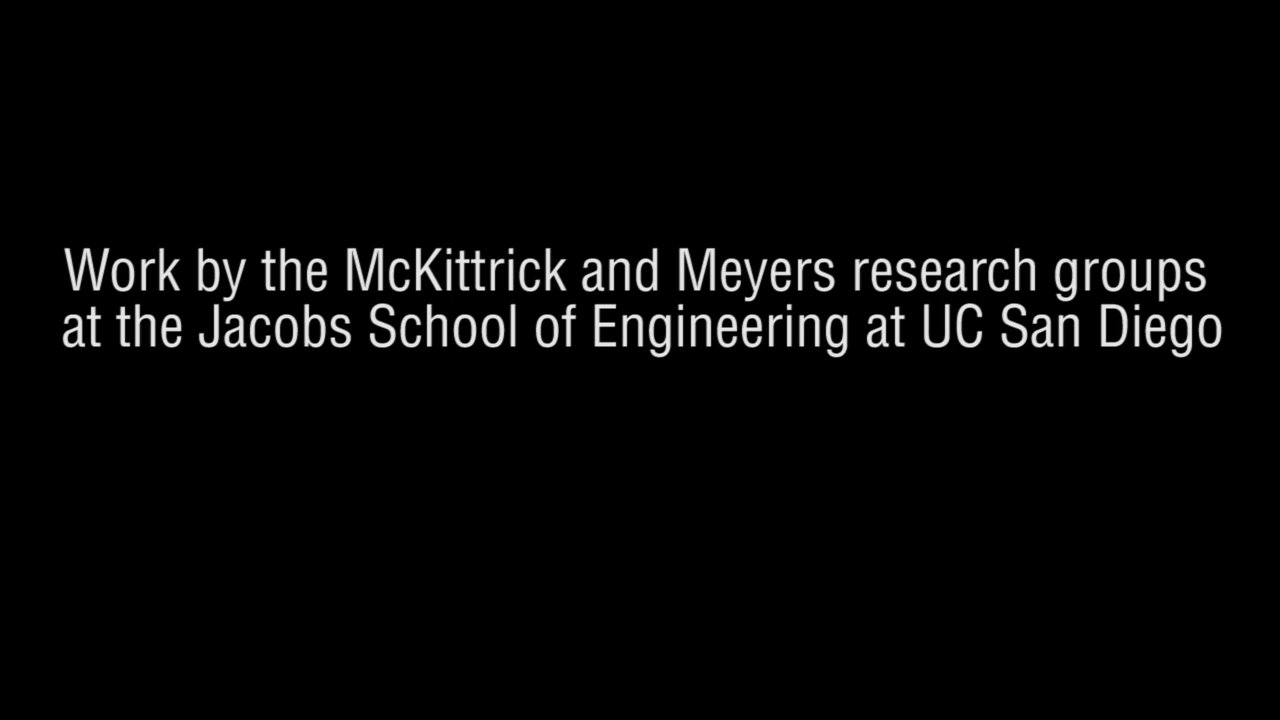 Work by the McKittrick and Meyers research groups
at the Jacobs School of Engineering at UC San Diego